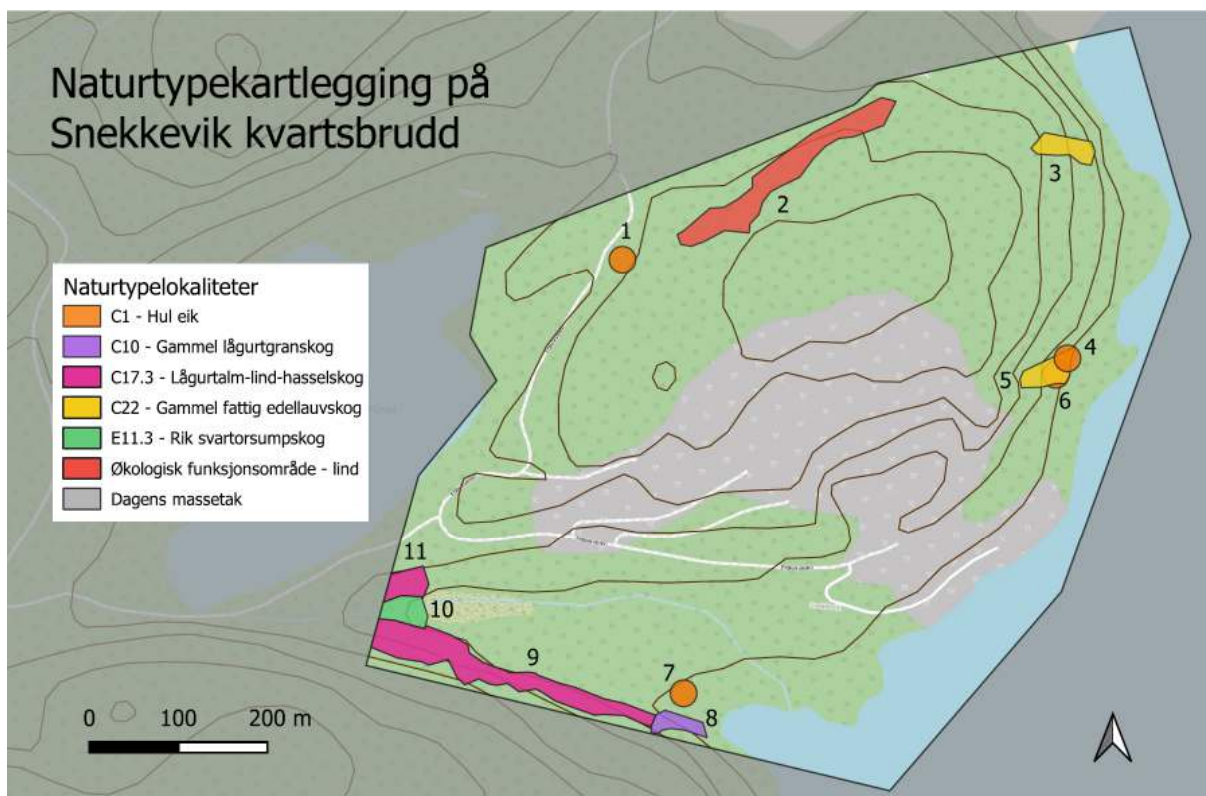 Naturtypekartlegging på
Snekkevik kvartsbrudd
Naturtypelokaliteter
C1 - Hul eik
C10 - Gammel lågurtgranskog
C17.3 - Lågurtalm-lind-hasselskog
C22 - Gammel fattig edellauvskog
E11.3 - Rik svartorsumpskog
Økologisk funksjonsområde - lind
Dagens massetak
1
2
3
4
5
6
7
8
9
10
11
0 100 200 m